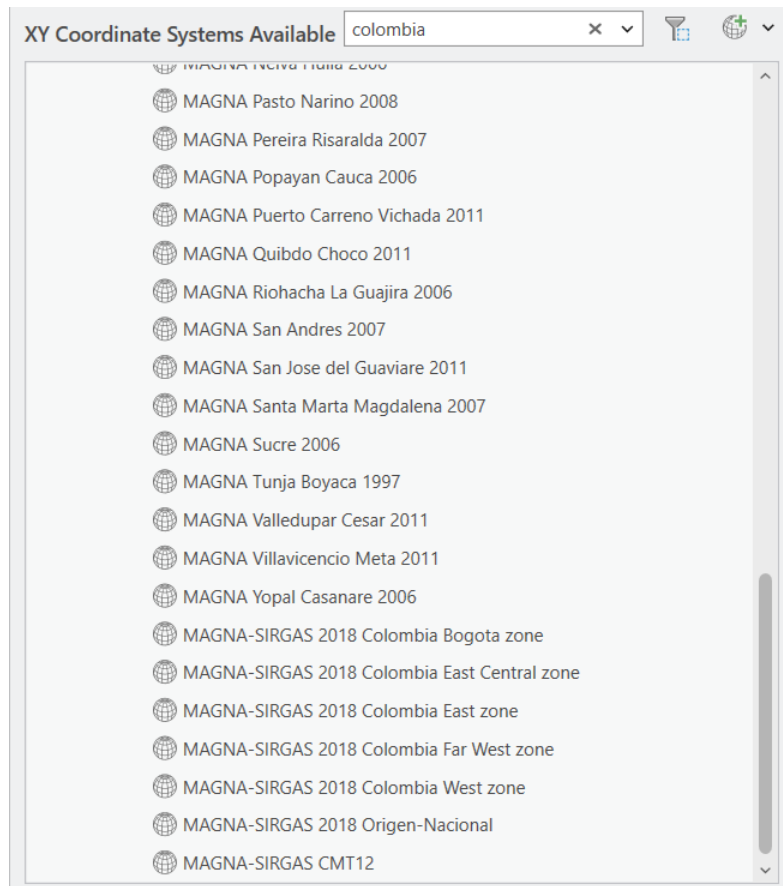 XY Coordinate Systems Available colombia
MAGNA Neiva Huila 2006
MAGNA Pasto Narino 2008
MAGNA Pereira Risaralda 2007
MAGNA Popayan Cauca 2006
MAGNA Puerto Carreno Vichada 2011
MAGNA Quibdo Choco 2011
MAGNA Riohacha La Guajira 2006
MAGNA San Andres 2007
MAGNA San Jose del Guaviare 2011
MAGNA Santa Marta Magdalena 2007
MAGNA Sucre 2006
MAGNA Tunja Boyaca 1997
MAGNA Valledupar Cesar 2011
MAGNA Villavicencio Meta 2011
MAGNA Yopal Casanare 2006
MAGNA-SIRGAS 2018 Colombia Bogota zone
MAGNA-SIRGAS 2018 Colombia East Central zone
MAGNA-SIRGAS 2018 Colombia East zone
MAGNA-SIRGAS 2018 Colombia Far West zone
MAGNA-SIRGAS 2018 Colombia West zone
MAGNA-SIRGAS 2018 Origen-Nacional
MAGNA-SIRGAS CMT12